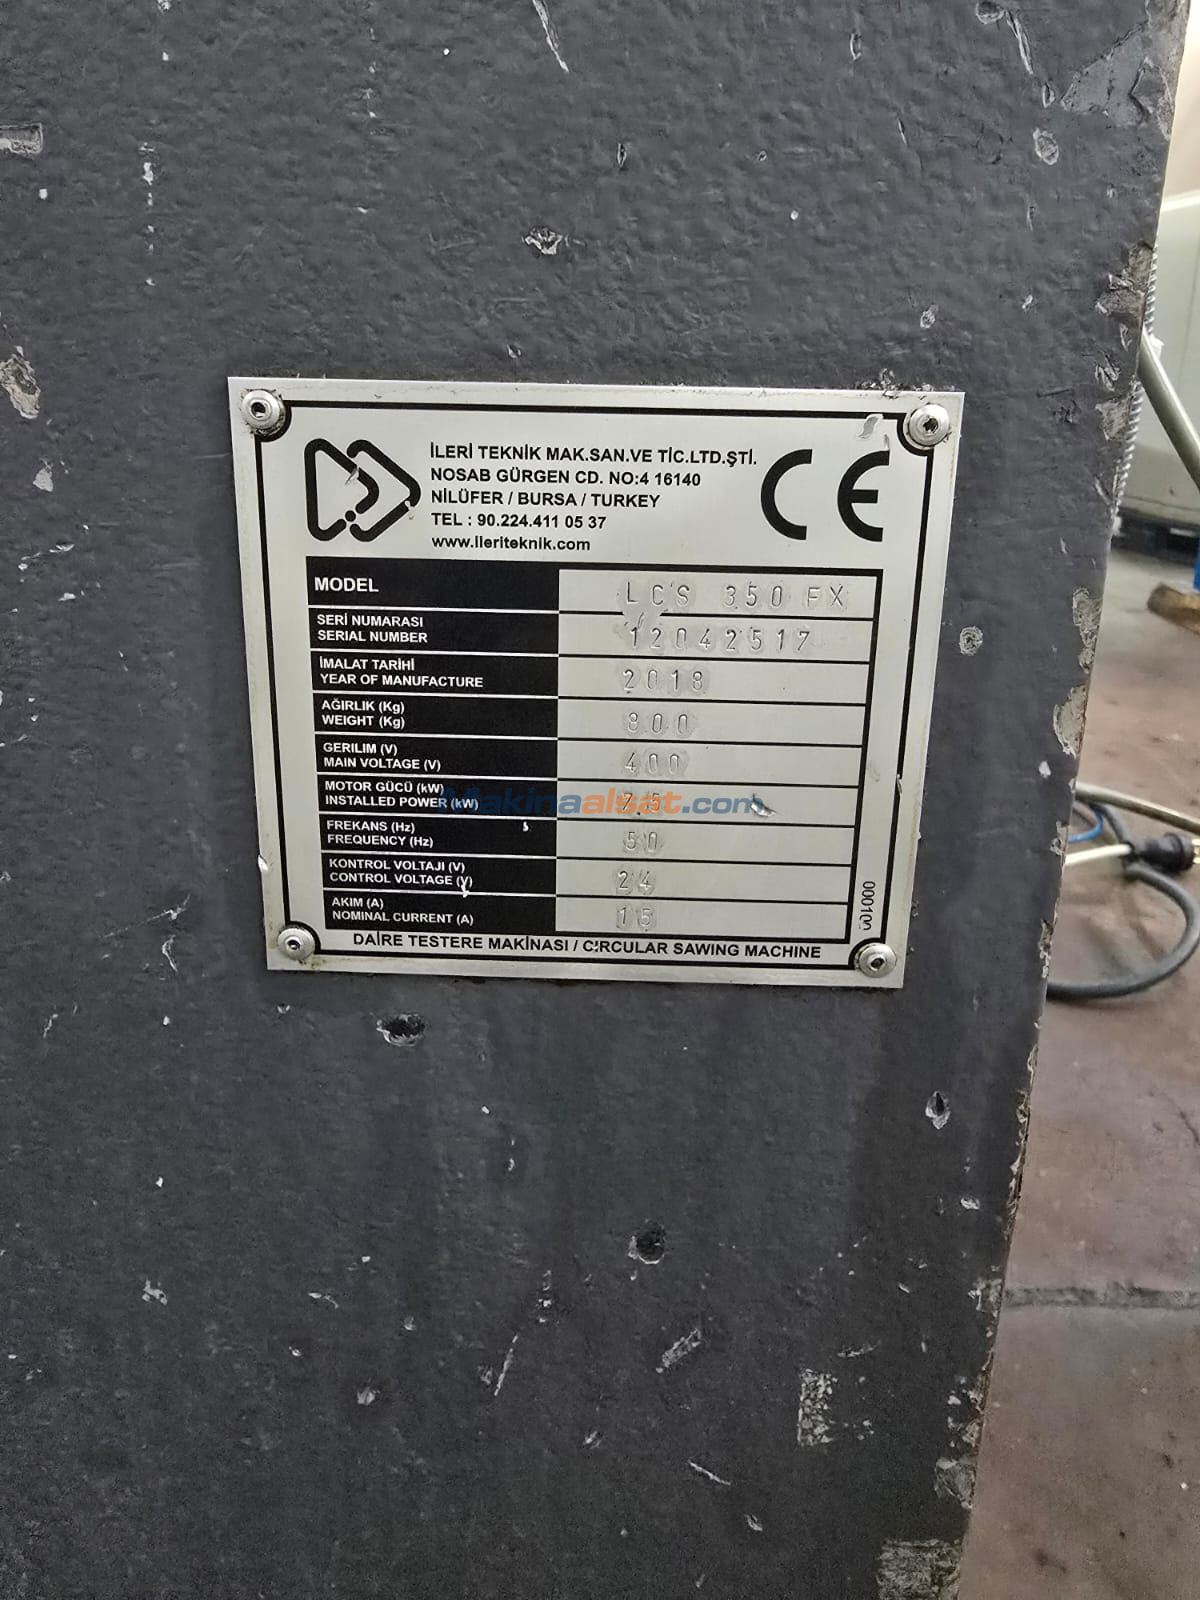 İLERİ TEKNİK MAK.SAN.VE TİC.LTD.ŞTİ.
NOSAB GÜRGEN CD. NO:4 16140
NİLÜFER / BURSA / TURKEY
TEL : 90.224.411 05 37
www.ileriteknik.com
CE
MODEL LCS 350 FX
SERİ NUMARASI
SERIAL NUMBER 12042517
İMALAT TARİHİ
YEAR OF MANUFACTURE 2018
AĞIRLIK (Kg)
WEIGHT (Kg) 800
GERILIM (V)
MAIN VOLTAGE (V) 400
MOTOR GÜCÜ (kW)
INSTALLED POWER (kW) 7.5
Makinaalsat.com
FREKANS (Hz)
FREQUENCY (Hz) 50
KONTROL VOLTAJI (V)
CONTROL VOLTAGE (V) 24
AKIM (A)
NOMINAL CURRENT (A) 15
DAİRE TESTERE MAKİNASI / CIRCULAR SAWING MACHINE